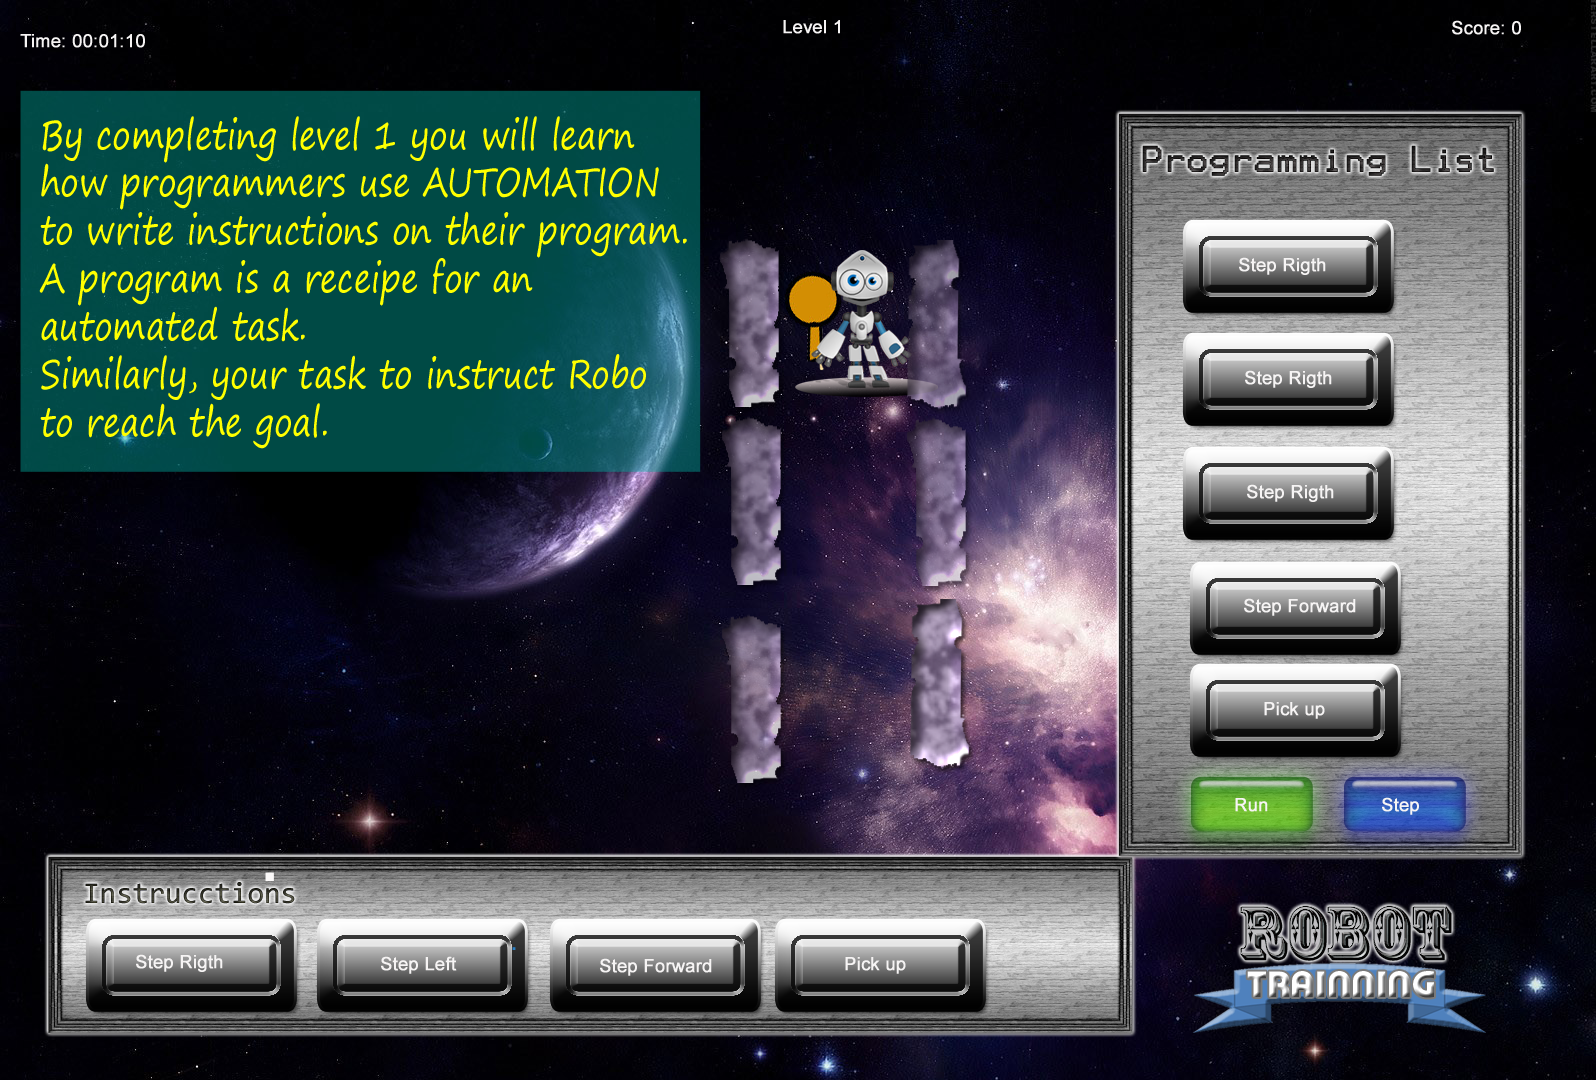 Time: 00:01:10
Level 1
Score: 0
By completing level 1 you will learn
how programmers use AUTOMATION
to write instructions on their program.
A program is a receipe for an
automated task.
Similarly, your task to instruct Robo
to reach the goal.
Programming List
Step Rigth
Step Rigth
Step Rigth
Step Forward
Pick up
Run
Step
Instrucctions
Step Rigth
Step Left
Step Forward
Pick up
ROBOT
TRAINNING